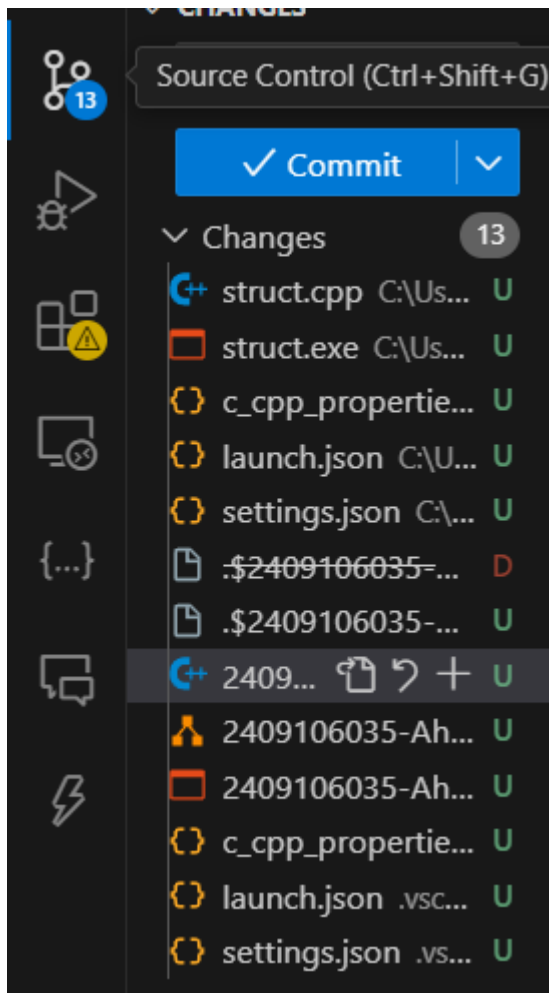 CHANGES
Source Control (Ctrl+Shift+G)
13
Commit
Changes 13
struct.cpp C:\Us... U
struct.exe C:\Us... U
c_cpp_propertie... U
launch.json C:\U... U
settings.json C:\... U
.$2409106035-... D
.$2409106035-... U
2409... U
2409106035-Ah... U
2409106035-Ah... U
c_cpp_propertie... U
launch.json .vsc... U
settings.json .vs... U
{...}